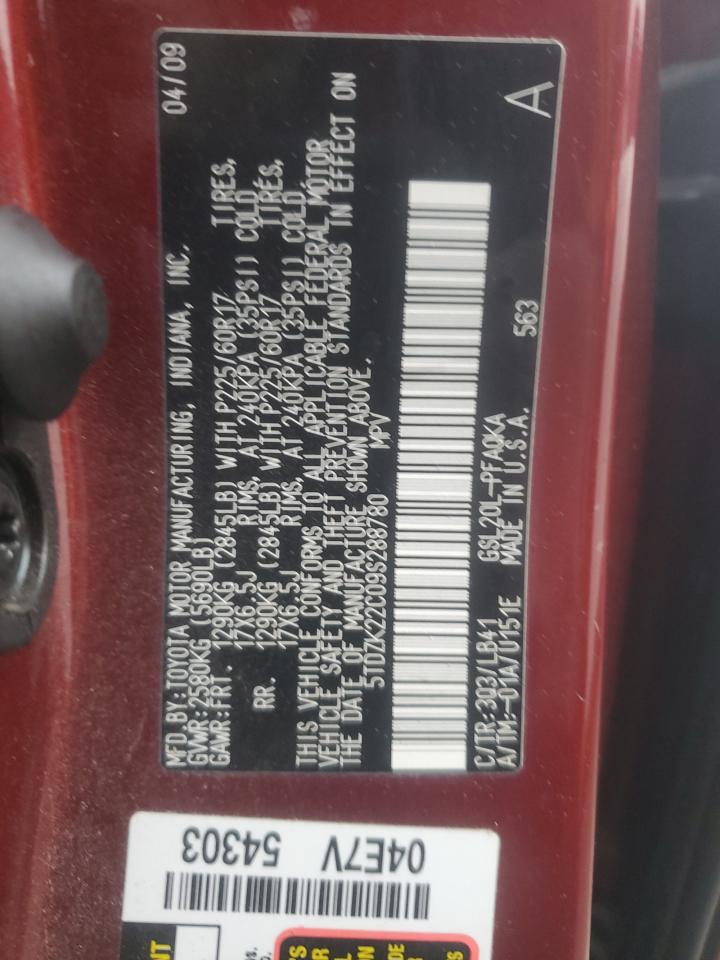 MFD.BY:TOYOTA MOTOR MANUFACTURING, INDIANA, INC. 04/09
GVWR:2580KG (5690LB)
GAWR:FRT. 1290KG (2845LB) WITH P225/60R17 TIRES,
17X6.5J RIMS, AT 240KPA (35PSI) COLD
RR. 1290KG (2845LB) WITH P225/60R17 TIRES,
17X6.5J RIMS, AT 240KPA (35PSI) COLD
THIS VEHICLE CONFORMS TO ALL APPLICABLE FEDERAL MOTOR
VEHICLE SAFETY AND THEFT PREVENTION STANDARDS IN EFFECT ON
THE DATE OF MANUFACTURE SHOWN ABOVE.
5TDZK22C09S288780 MPV
C/TR:3Q3/LB41 GSL20L-PFAQKA 563 A
A/TM:-01A/U151E MADE IN U.S.A.
04E7V 54303